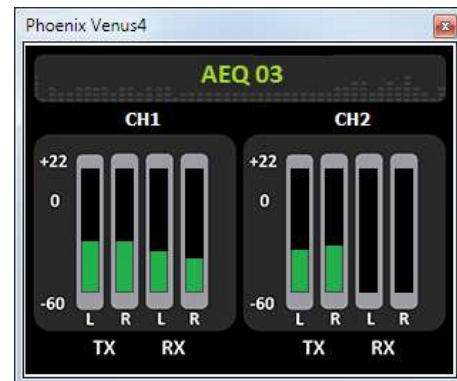 Phoenix Venus4
AEQ 03
CH1 CH2
+22 +22
0 0
-60 -60
L R L R L R L R
TX RX TX RX